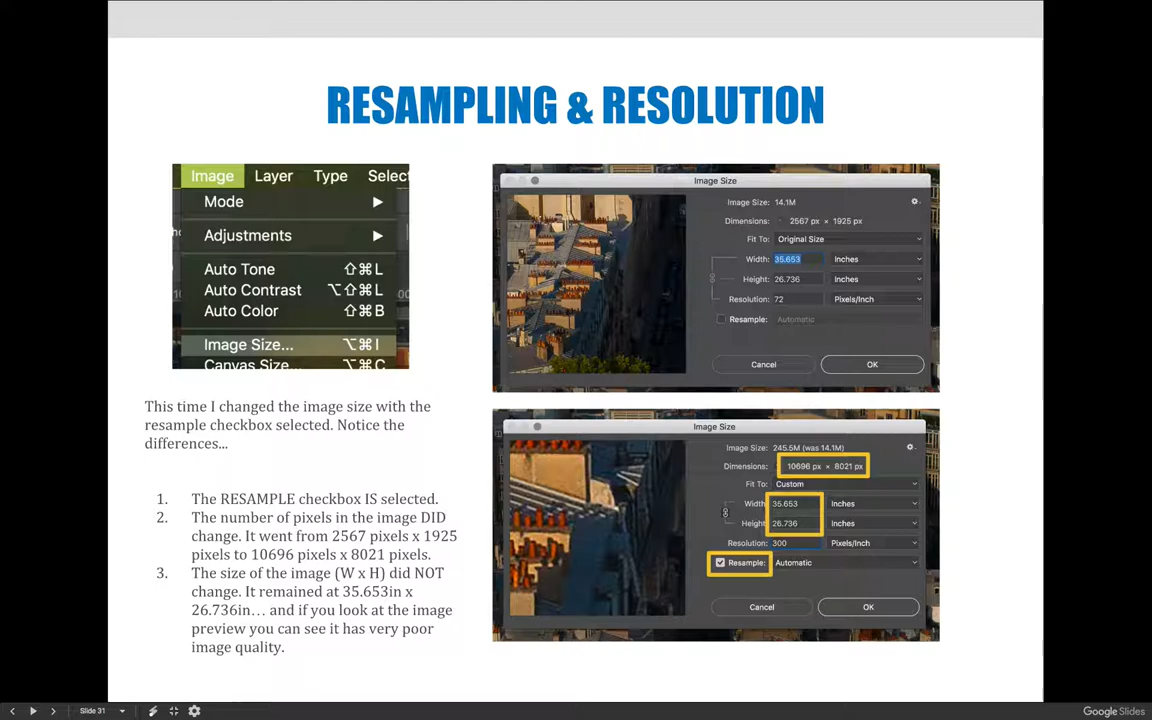 RESAMPLING & RESOLUTION
Image Layer Type Select
Mode
Adjustments
Auto Tone ⇧⌘L
Auto Contrast ⌥⇧⌘L
Auto Color ⇧⌘B
Image Size... ⌥⌘I
Canvas Size... ⌥⌘C
This time I changed the image size with the
resample checkbox selected. Notice the
differences...
1. The RESAMPLE checkbox IS selected.
2. The number of pixels in the image DID
change. It went from 2567 pixels x 1925
pixels to 10696 pixels x 8021 pixels.
3. The size of the image (W x H) did NOT
change. It remained at 35.653in x
26.736in… and if you look at the image
preview you can see it has very poor
image quality.
Image Size
Image Size: 14.1M
Dimensions: 2567 px × 1925 px
Fit To: Original Size
Width: 35.653 Inches
Height: 26.736 Inches
Resolution: 72 Pixels/Inch
Resample: Automatic
Cancel OK
Image Size
Image Size: 245.5M (was 14.1M)
Dimensions: 10696 px × 8021 px
Fit To: Custom
Width: 35.653 Inches
Height: 26.736 Inches
Resolution: 300 Pixels/Inch
Resample: Automatic
Cancel OK
Slide 31
Google Slides